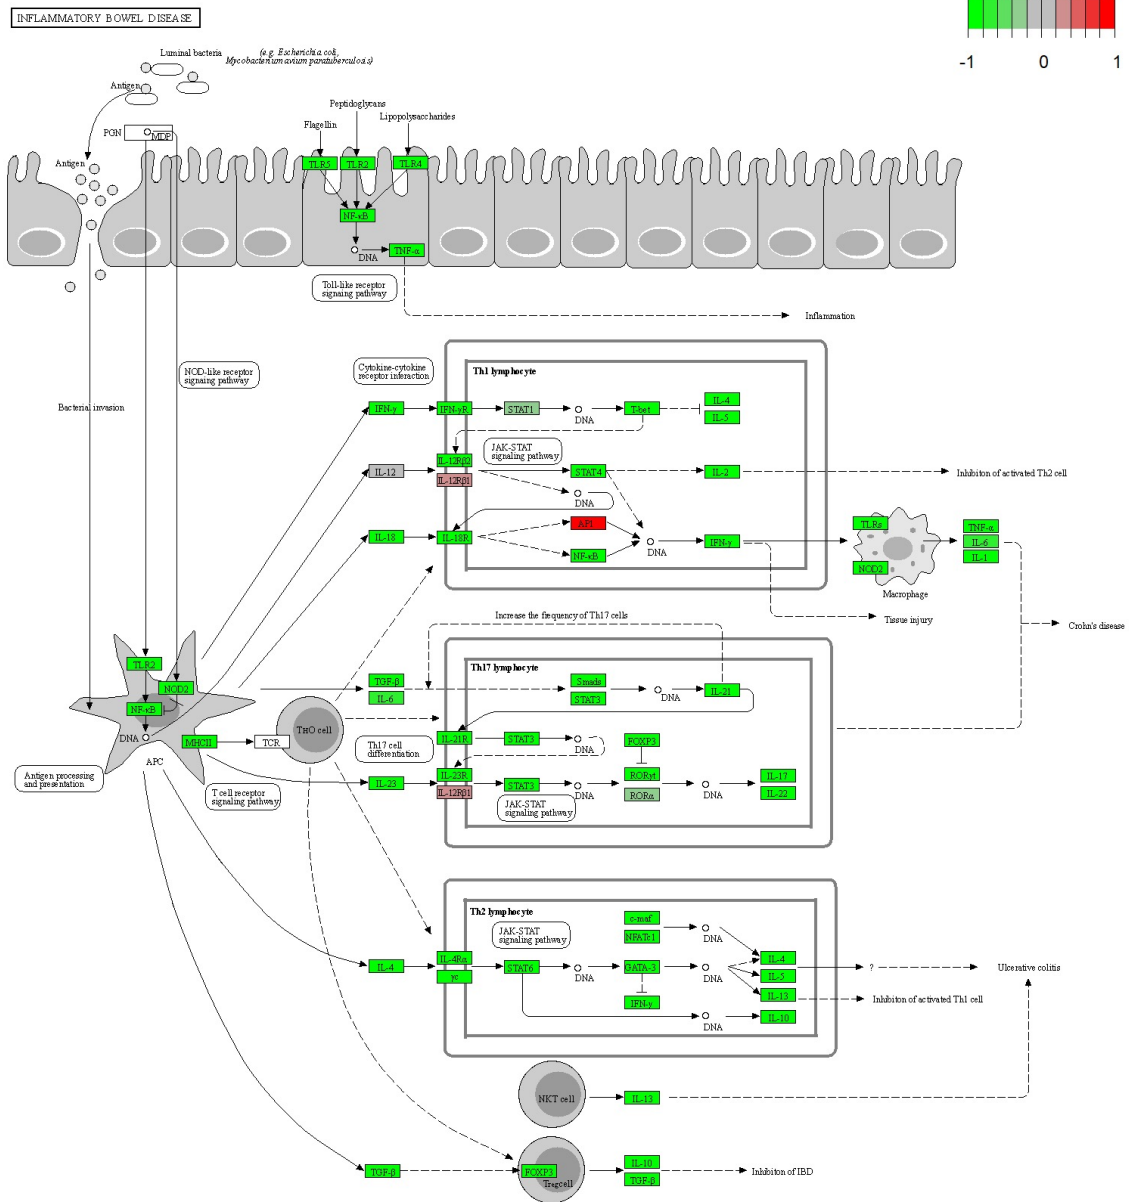 INFLAMMATORY BOWEL DISEASE
-1 0 1
Luminal bacteria
(e.g. Escherichia coli,
Mycobacterium avium paratuberculosis)
Antigen
PGN
MDP
Antigen
Peptidoglycans
Flagellin
Lipopolysaccharides
TLR5
TLR2
TLR4
NF-κB
DNA
TNF-α
Toll-like receptor
signaling pathway
Inflammation
NOD-like receptor
signaling pathway
Bacterial invasion
Cytokine-cytokine
receptor interaction
Th1 lymphocyte
IFN-γ
IFN-γR
STAT1
DNA
T-bet
IL-4
IL-5
JAK-STAT
signaling pathway
IL-12
IL-12Rβ2
IL-12Rβ1
STAT4
IL-2
Inhibiton of activated Th2 cell
DNA
IL-18
IL-18R
AP1
NF-κB
DNA
IFN-γ
TLRs
NOD2
Macrophage
TNF-α
IL-6
IL-1
Tissue injury
Crohn's disease
Increase the frequency of Th17 cells
TLR2
NOD2
NF-κB
DNA
APC
MHCII
TCR
TH0 cell
Antigen processing
and presentation
T cell receptor
signaling pathway
Th17 lymphocyte
TGF-β
IL-6
Smads
STAT3
DNA
IL-21
Th17 cell
differentiation
IL-21R
STAT3
DNA
FOXP3
IL-23
IL-23R
IL-12Rβ1
STAT3
DNA
RORγt
RORα
DNA
IL-17
IL-22
JAK-STAT
signaling pathway
Th2 lymphocyte
JAK-STAT
signaling pathway
c-maf
NFATc1
DNA
IL-4
IL-4Rα
γc
STAT6
DNA
GATA-3
DNA
IFN-γ
IL-4
IL-5
IL-13
IL-10
DNA
?
Ulcerative colitis
Inhibiton of activated Th1 cell
NKT cell
IL-13
TGF-β
FOXP3
Treg cell
IL-10
TGF-β
Inhibiton of IBD